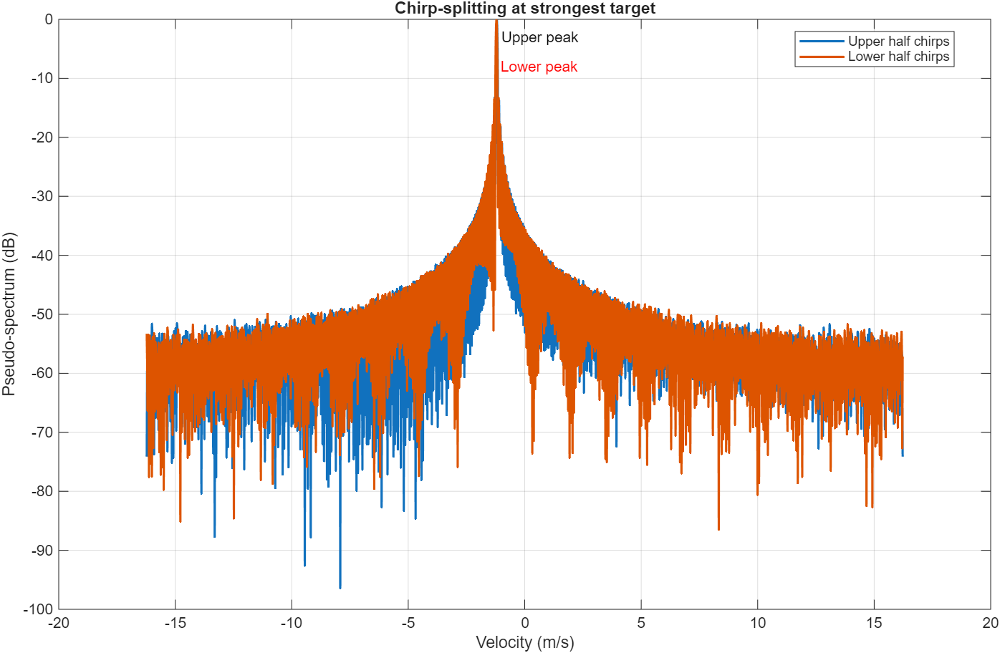 Chirp-splitting at strongest target
0
-10
-20
-30
-40
-50
-60
-70
-80
-90
-100
Pseudo-spectrum (dB)
Upper peak
Lower peak
Upper half chirps
Lower half chirps
-20
-15
-10
-5
0
5
10
15
20
Velocity (m/s)